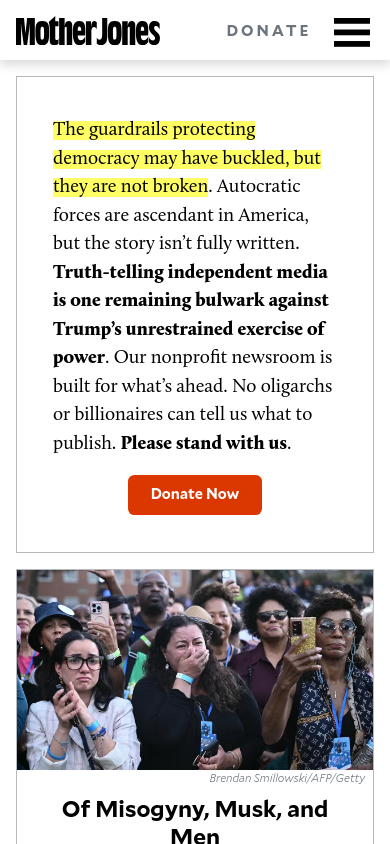 Mother Jones
DONATE
The guardrails protecting
democracy may have buckled, but
they are not broken. Autocratic
forces are ascendant in America,
but the story isn’t fully written.
Truth-telling independent media
is one remaining bulwark against
Trump’s unrestrained exercise of
power. Our nonprofit newsroom is
built for what’s ahead. No oligarchs
or billionaires can tell us what to
publish. Please stand with us.
Donate Now
Brendan Smillowski/AFP/Getty
Of Misogyny, Musk, and
Men